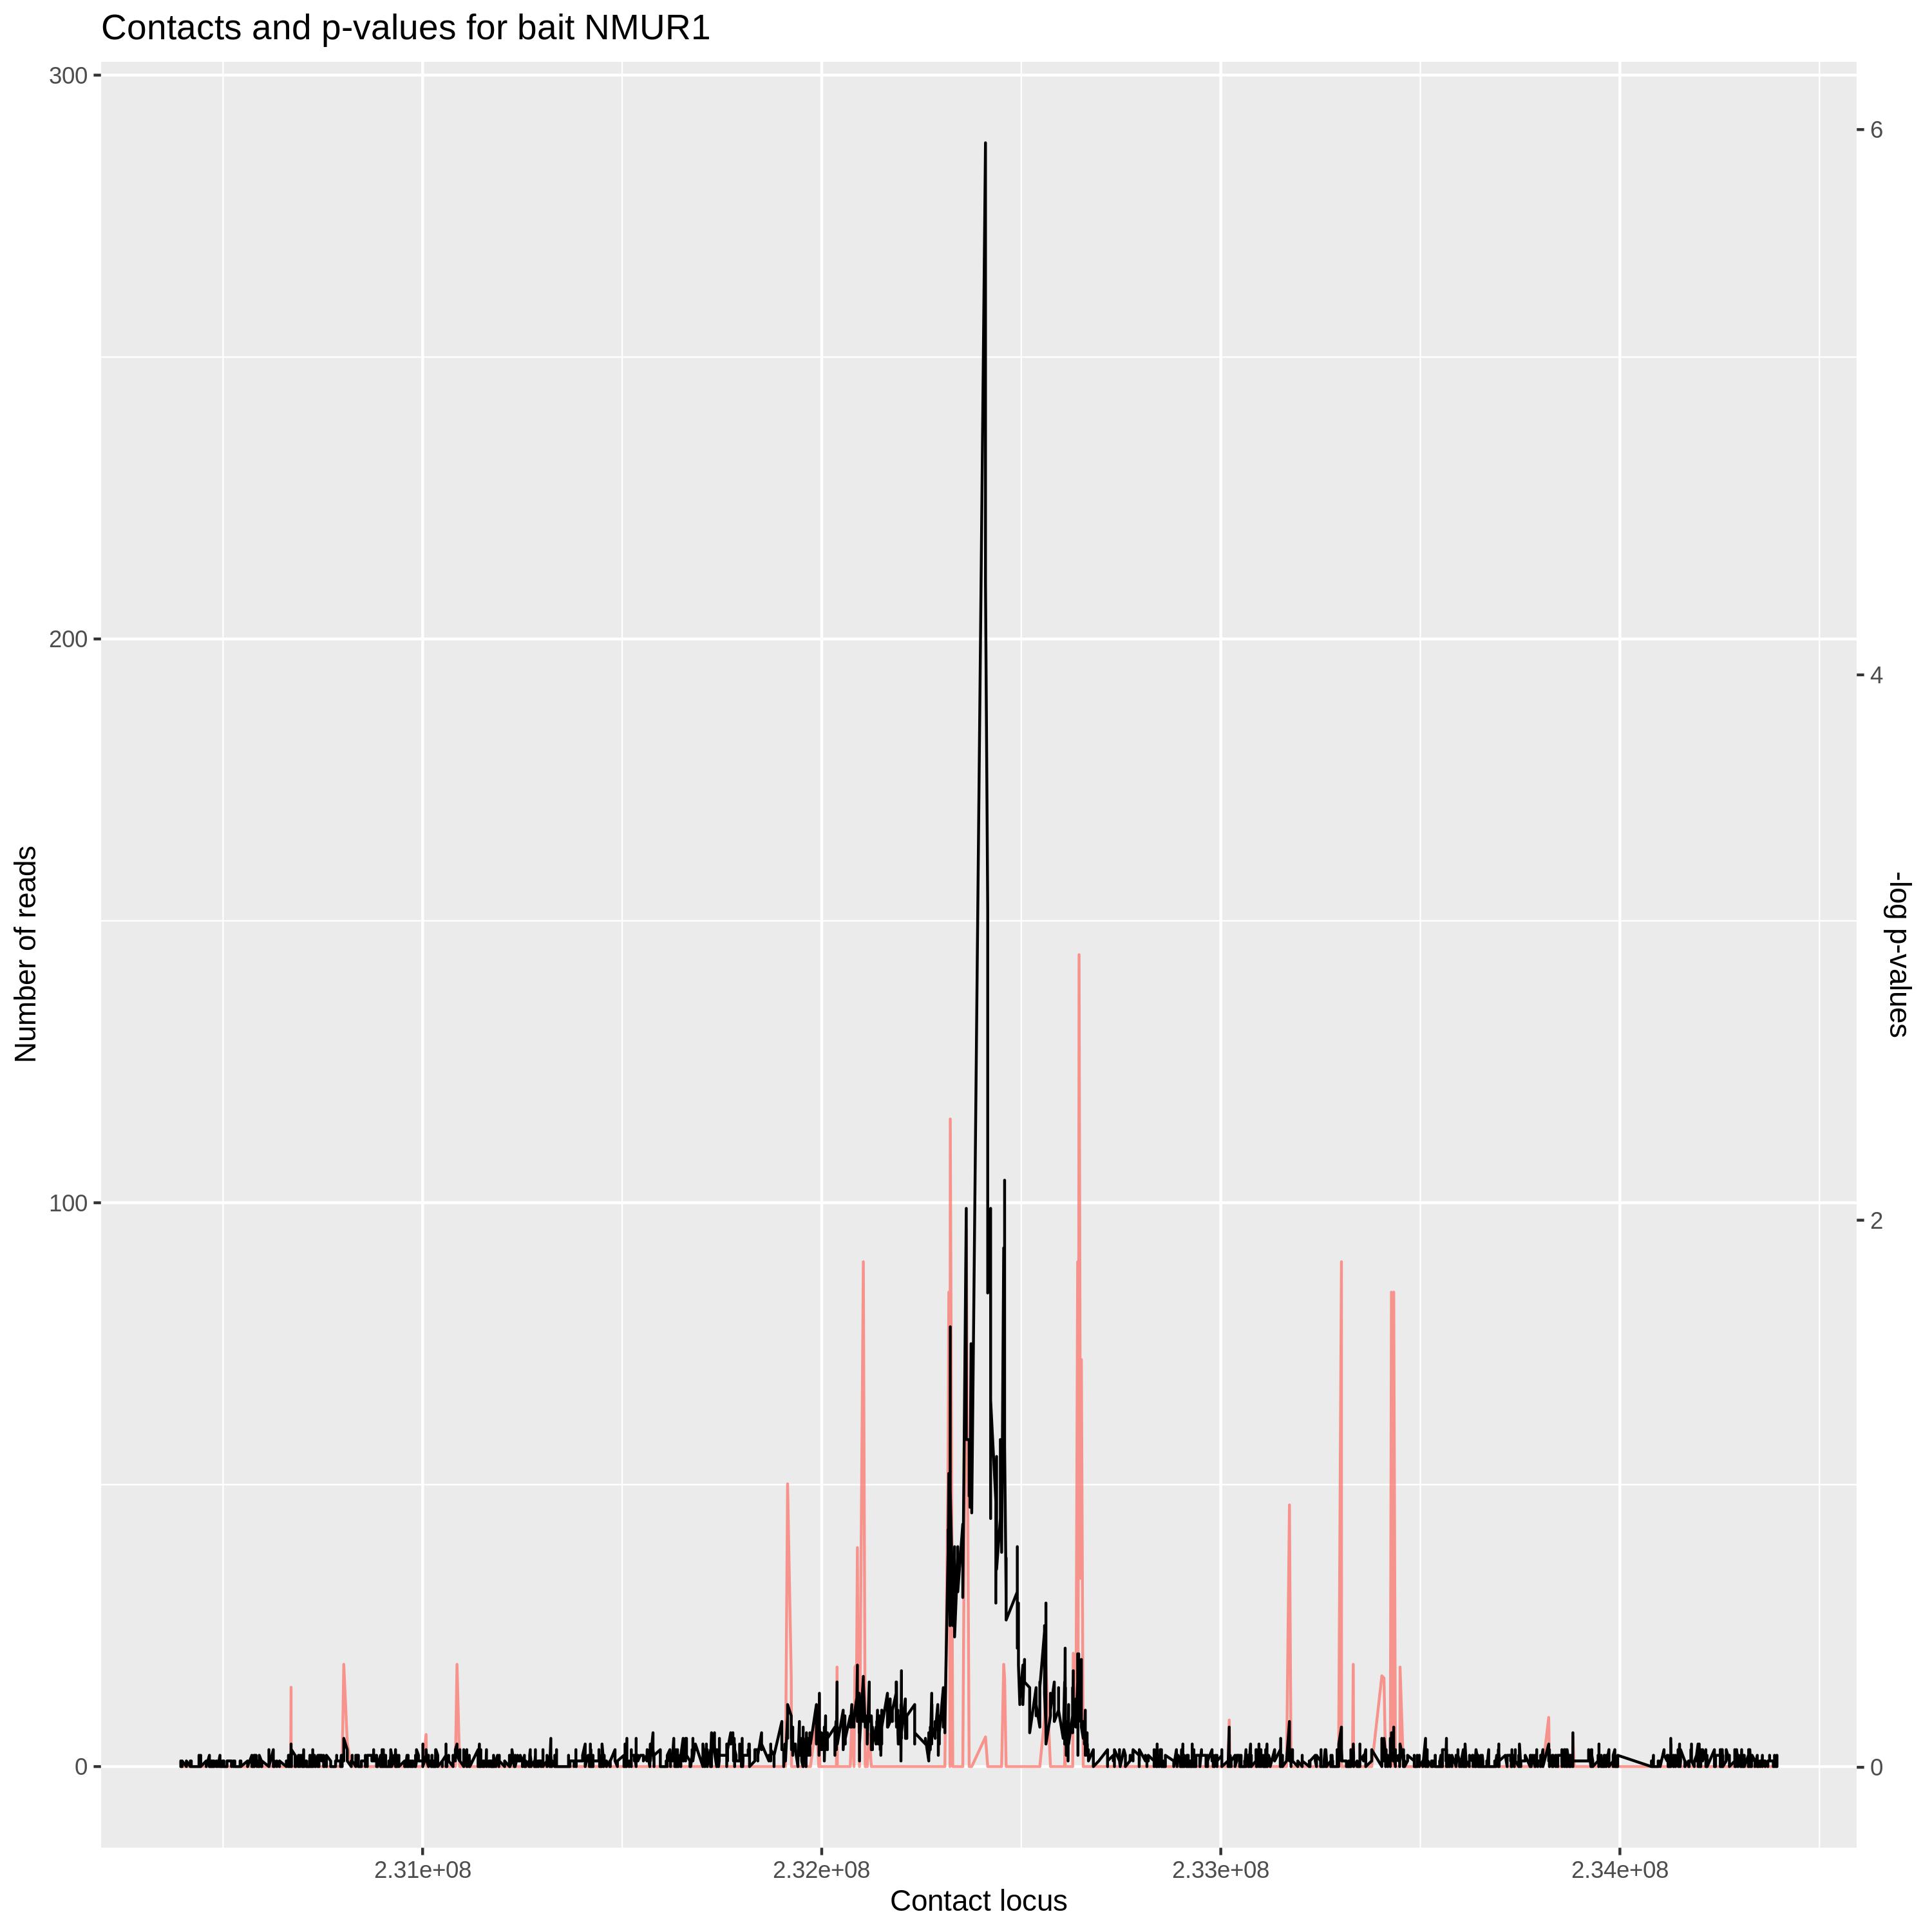 Contacts and p-values for bait NMUR1
300
200
100
0
Number of reads
6
4
2
0
-log p-values
2.31e+08
2.32e+08
2.33e+08
2.34e+08
Contact locus